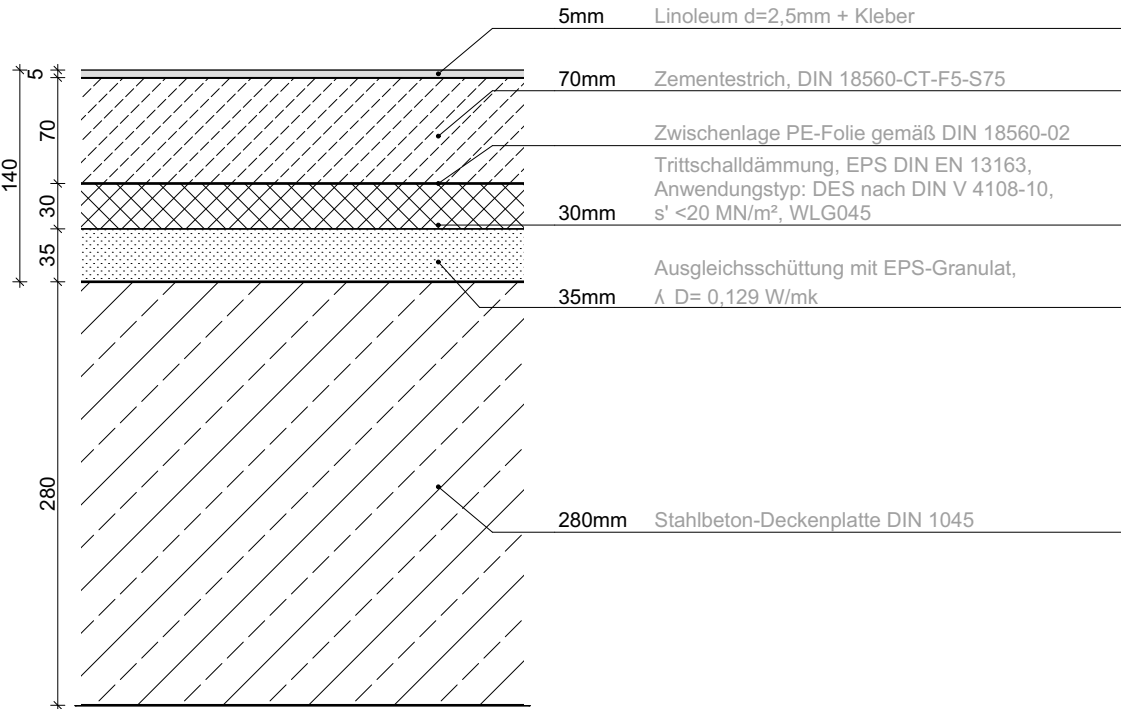 5mm Linoleum d=2,5mm + Kleber
70mm Zementestrich, DIN 18560-CT-F5-S75
Zwischenlage PE-Folie gemäß DIN 18560-02
Trittschalldämmung, EPS DIN EN 13163,
Anwendungstyp: DES nach DIN V 4108-10,
30mm s' <20 MN/m², WLG045
Ausgleichsschüttung mit EPS-Granulat,
35mm ʎ D= 0,129 W/mk
280mm Stahlbeton-Deckenplatte DIN 1045
5
70
140
30
35
280